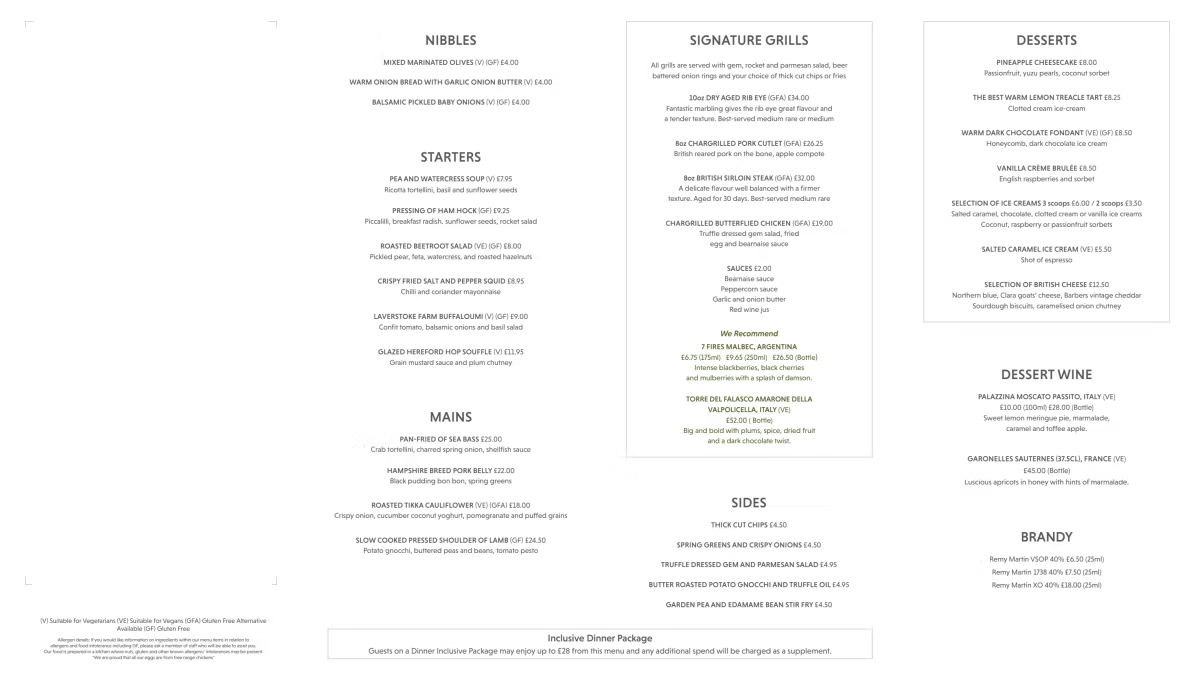 (V) Suitable for Vegetarians (VE) Suitable for Vegans (GFA) Gluten Free Alternative
Available (GF) Gluten Free
Allergen details: If you would like information on ingredients within our menu items in relation to
allergens and food intolerance including GF, please ask a member of staff who will be able to assist you.
Our food is prepared in a kitchen where nuts, gluten and other known allergens/ intolerances may be present
"We are proud that all our eggs are from free range chickens"
NIBBLES
MIXED MARINATED OLIVES (V) (GF) £4.00
WARM ONION BREAD WITH GARLIC ONION BUTTER (V) £4.00
BALSAMIC PICKLED BABY ONIONS (V) (GF) £4.00
STARTERS
PEA AND WATERCRESS SOUP (V) £7.95
Ricotta tortellini, basil and sunflower seeds
PRESSING OF HAM HOCK (GF) £9.25
Piccalilli, breakfast radish, sunflower seeds, rocket salad
ROASTED BEETROOT SALAD (VE) (GF) £8.00
Pickled pear, feta, watercress, and roasted hazelnuts
CRISPY FRIED SALT AND PEPPER SQUID £8.95
Chilli and coriander mayonnaise
LAVERSTOKE FARM BUFFALOUMI (V) (GF) £9.00
Confit tomato, balsamic onions and basil salad
GLAZED HEREFORD HOP SOUFFLE (V) £11.95
Grain mustard sauce and plum chutney
MAINS
PAN-FRIED OF SEA BASS £25.00
Crab tortellini, charred spring onion, shellfish sauce
HAMPSHIRE BREED PORK BELLY £22.00
Black pudding bon bon, spring greens
ROASTED TIKKA CAULIFLOWER (VE) (GFA) £18.00
Crispy onion, cucumber coconut yoghurt, pomegranate and puffed grains
SLOW COOKED PRESSED SHOULDER OF LAMB (GF) £24.50
Potato gnocchi, buttered peas and beans, tomato pesto
SIGNATURE GRILLS
All grills are served with gem, rocket and parmesan salad, beer
battered onion rings and your choice of thick cut chips or fries
10oz DRY AGED RIB EYE (GFA) £34.00
Fantastic marbling gives the rib eye great flavour and
a tender texture. Best-served medium rare or medium
8oz CHARGRILLED PORK CUTLET (GFA) £26.25
British reared pork on the bone, apple compote
8oz BRITISH SIRLOIN STEAK (GFA) £32.00
A delicate flavour well balanced with a firmer
texture. Aged for 30 days. Best-served medium rare
CHARGRILLED BUTTERFLIED CHICKEN (GFA) £19.00
Truffle dressed gem salad, fried
egg and bearnaise sauce
SAUCES £2.00
Bearnaise sauce
Peppercorn sauce
Garlic and onion butter
Red wine jus
We Recommend
7 FIRES MALBEC, ARGENTINA
£6.75 (175ml) £9.65 (250ml) £26.50 (Bottle)
Intense blackberries, black cherries
and mulberries with a splash of damson.
TORRE DEL FALASCO AMARONE DELLA
VALPOLICELLA, ITALY (VE)
£52.00 ( Bottle)
Big and bold with plums, spice, dried fruit
and a dark chocolate twist.
SIDES
THICK CUT CHIPS £4.50
SPRING GREENS AND CRISPY ONIONS £4.50
TRUFFLE DRESSED GEM AND PARMESAN SALAD £4.95
BUTTER ROASTED POTATO GNOCCHI AND TRUFFLE OIL £4.95
GARDEN PEA AND EDAMAME BEAN STIR FRY £4.50
Inclusive Dinner Package
Guests on a Dinner Inclusive Package may enjoy up to £28 from this menu and any additional spend will be charged as a supplement.
DESSERTS
PINEAPPLE CHEESECAKE £8.00
Passionfruit, yuzu pearls, coconut sorbet
THE BEST WARM LEMON TREACLE TART £8.25
Clotted cream ice-cream
WARM DARK CHOCOLATE FONDANT (VE) (GF) £8.50
Honeycomb, dark chocolate ice cream
VANILLA CRÈME BRULÉE £8.50
English raspberries and sorbet
SELECTION OF ICE CREAMS 3 scoops £6.00 / 2 scoops £3.50
Salted caramel, chocolate, clotted cream or vanilla ice creams
Coconut, raspberry or passionfruit sorbets
SALTED CARAMEL ICE CREAM (VE) £5.50
Shot of espresso
SELECTION OF BRITISH CHEESE £12.50
Northern blue, Clara goats' cheese, Barbers vintage cheddar
Sourdough biscuits, caramelised onion chutney
DESSERT WINE
PALAZZINA MOSCATO PASSITO, ITALY (VE)
£10.00 (100ml) £28.00 (Bottle)
Sweet lemon meringue pie, marmalade,
caramel and toffee apple.
GARONELLES SAUTERNES (37.5CL), FRANCE (VE)
£45.00 (Bottle)
Luscious apricots in honey with hints of marmalade.
BRANDY
Remy Martin VSOP 40% £6.50 (25ml)
Remy Martin 1738 40% £7.50 (25ml)
Remy Martin XO 40% £18.00 (25ml)